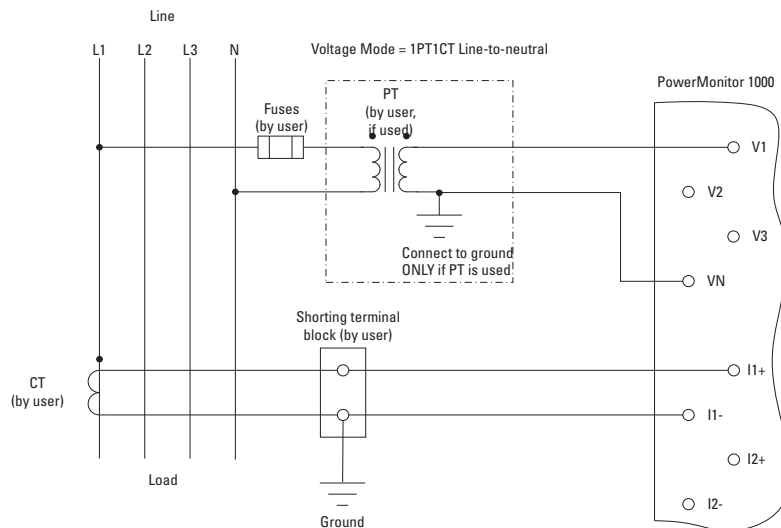 Line
L1
L2
L3
N
Voltage Mode = 1PT1CT Line-to-neutral
PowerMonitor 1000
PT
(by user,
if used)
Fuses
(by user)
V1
V2
V3
VN
Connect to ground
ONLY if PT is used
Shorting terminal
block (by user)
CT
(by user)
I1+
I1-
I2+
I2-
Load
Ground